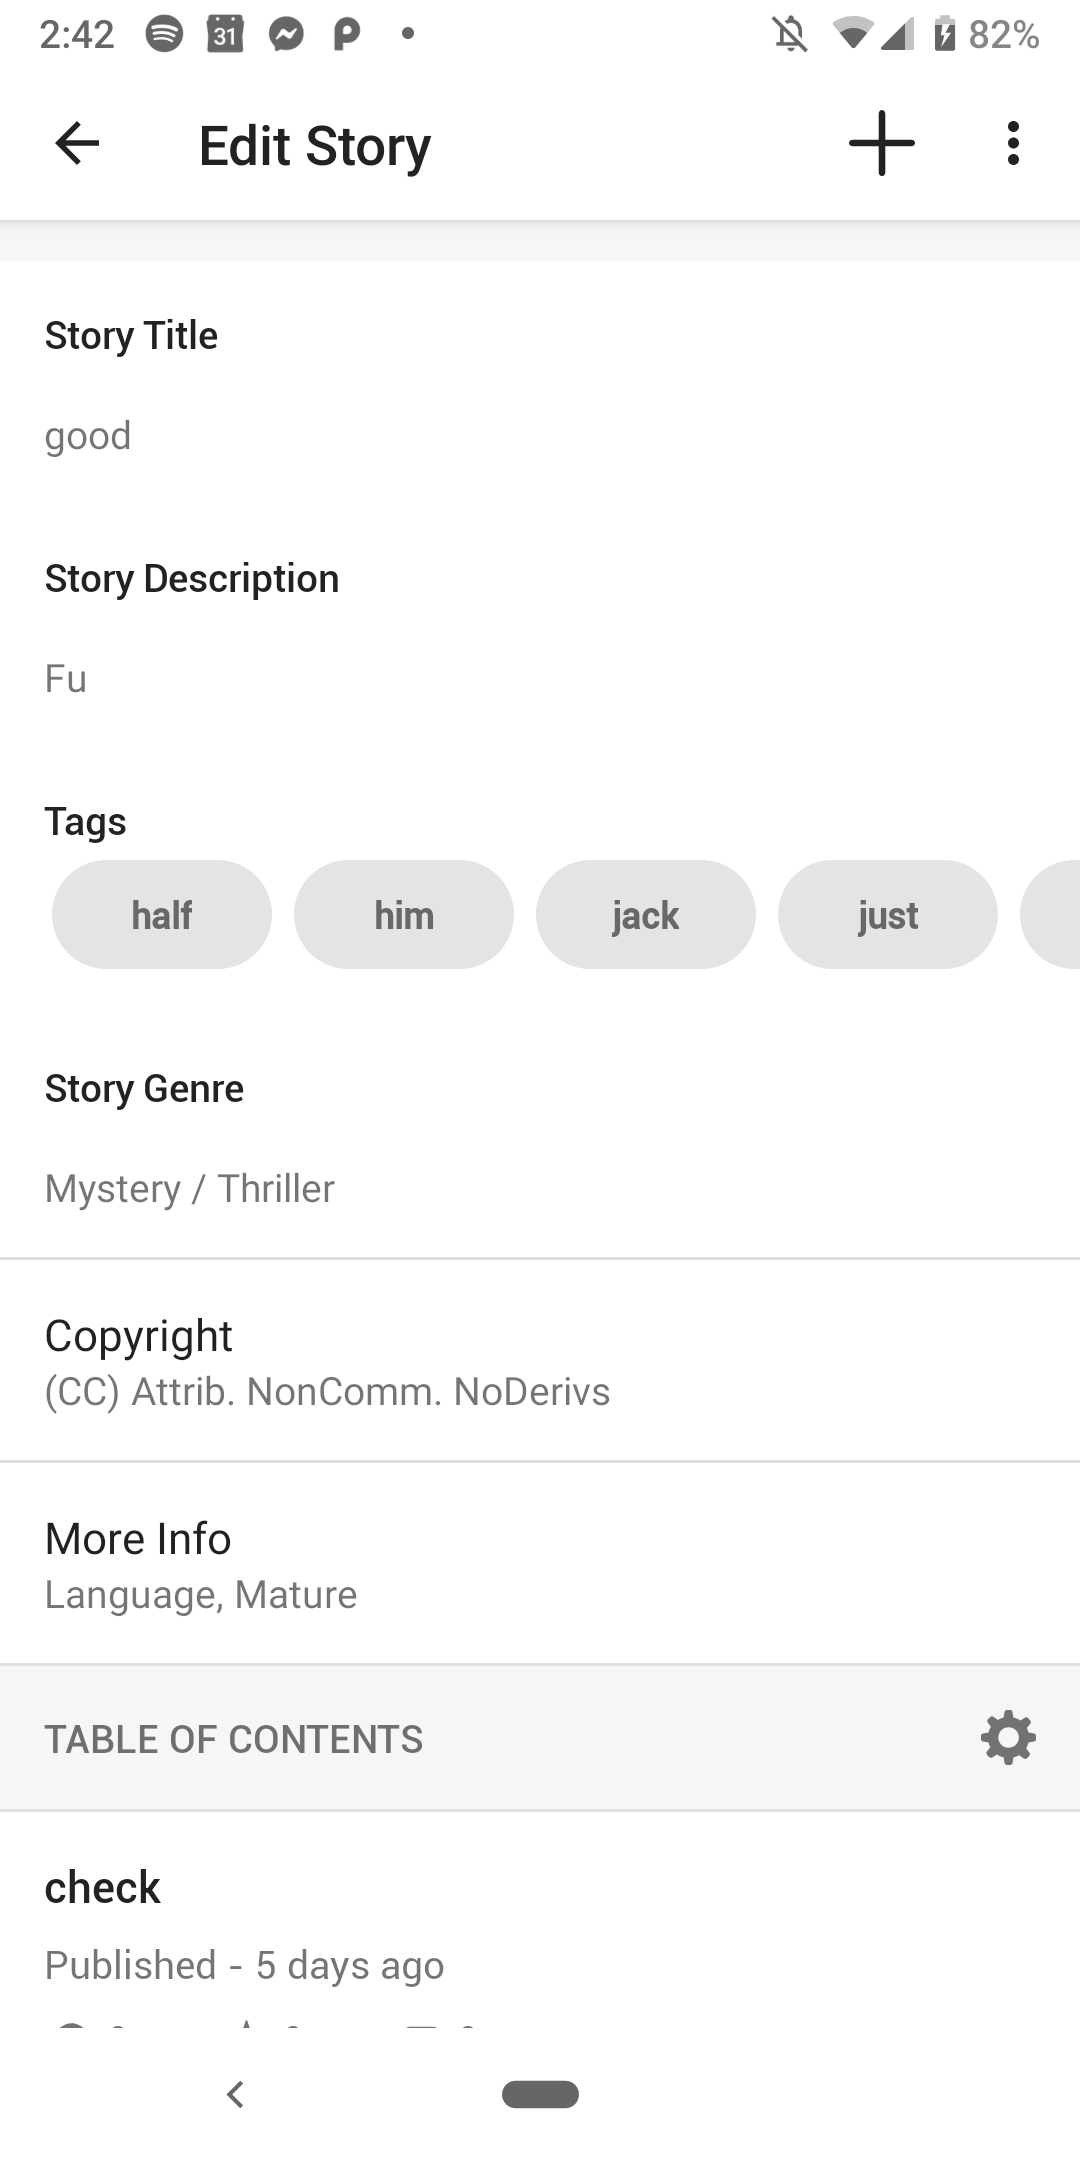 2:42 31 82%
Edit Story
Story Title
good
Story Description
Fu
Tags
half him jack just
Story Genre
Mystery / Thriller
Copyright
(CC) Attrib. NonComm. NoDerivs
More Info
Language, Mature
TABLE OF CONTENTS
check
Published - 5 days ago